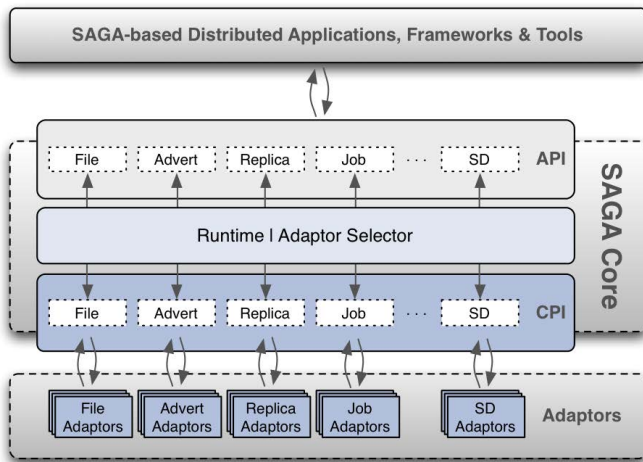 SAGA-based Distributed Applications, Frameworks & Tools
File Advert Replica Job ... SD API
Runtime | Adaptor Selector
File Advert Replica Job ... SD CPI
SAGA Core
File Adaptors
Advert Adaptors
Replica Adaptors
Job Adaptors
SD Adaptors
Adaptors